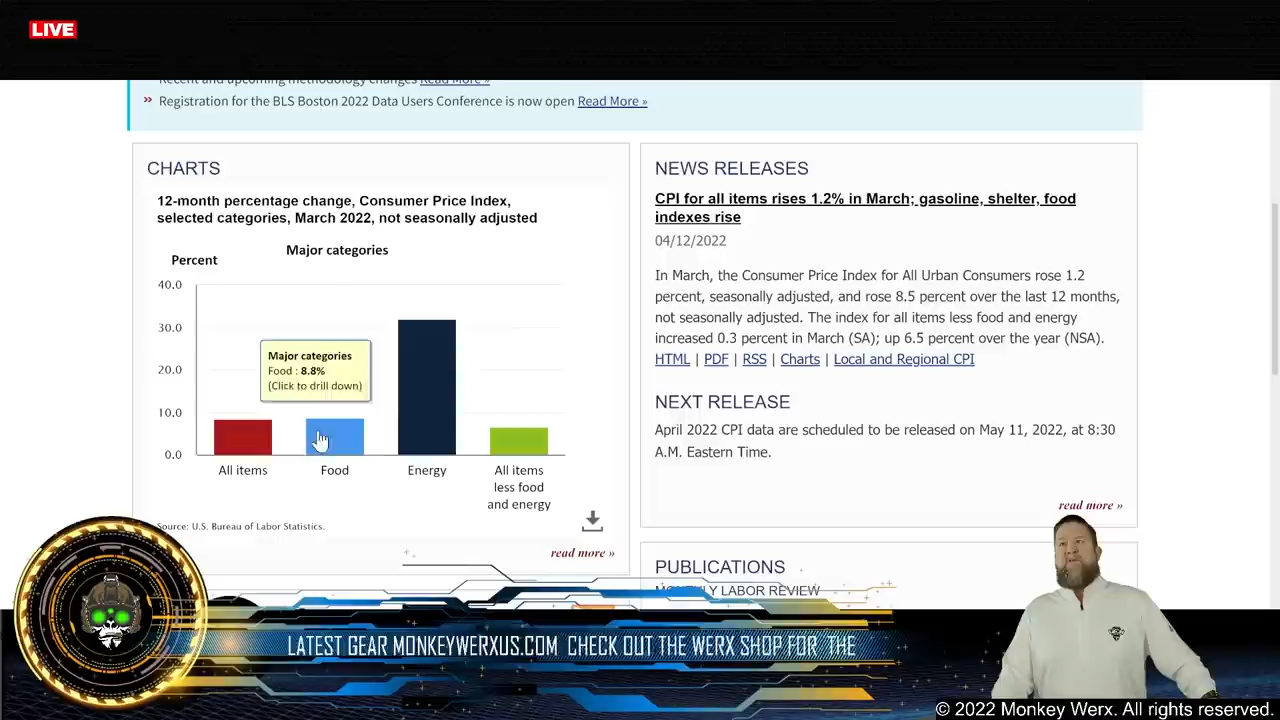 LIVE
Recent and upcoming methodology changes Read More »
» Registration for the BLS Boston 2022 Data Users Conference is now open Read More »
CHARTS
12-month percentage change, Consumer Price Index,
selected categories, March 2022, not seasonally adjusted
Major categories
Percent
40.0
30.0
20.0
10.0
0.0
Major categories
Food : 8.8%
(Click to drill down)
All items
Food
Energy
All items
less food
and energy
Source: U.S. Bureau of Labor Statistics.
read more »
NEWS RELEASES
CPI for all items rises 1.2% in March; gasoline, shelter, food
indexes rise
04/12/2022
In March, the Consumer Price Index for All Urban Consumers rose 1.2
percent, seasonally adjusted, and rose 8.5 percent over the last 12 months,
not seasonally adjusted. The index for all items less food and energy
increased 0.3 percent in March (SA); up 6.5 percent over the year (NSA).
HTML | PDF | RSS | Charts | Local and Regional CPI
NEXT RELEASE
April 2022 CPI data are scheduled to be released on May 11, 2022, at 8:30
A.M. Eastern Time.
read more »
PUBLICATIONS
MONTHLY LABOR REVIEW
LATEST GEAR MONKEYWERXUS.COM CHECK OUT THE WERX SHOP FOR THE
© 2022 Monkey Werx. All rights reserved.